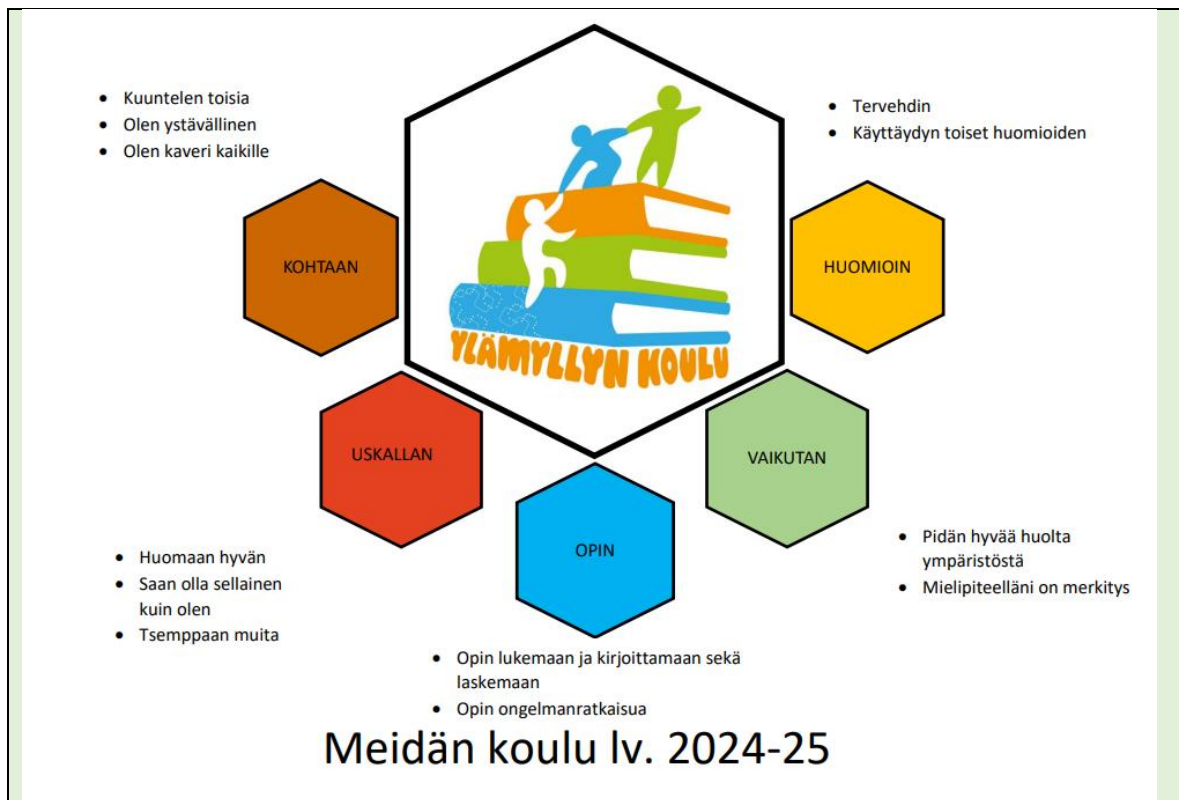 • Kuuntelen toisia
• Olen ystävällinen
• Olen kaveri kaikille
• Tervehdin
• Käyttäydyn toiset huomioiden
KOHTAAN
HUOMIOIN
YLÄMYLLYN KOULU
USKALLAN
VAIKUTAN
OPIN
• Huomaan hyvän
• Saan olla sellainen
kuin olen
• Tsemppaan muita
• Pidän hyvää huolta
ympäristöstä
• Mielipiteelläni on merkitys
• Opin lukemaan ja kirjoittamaan sekä
laskemaan
• Opin ongelmanratkaisua
Meidän koulu lv. 2024-25